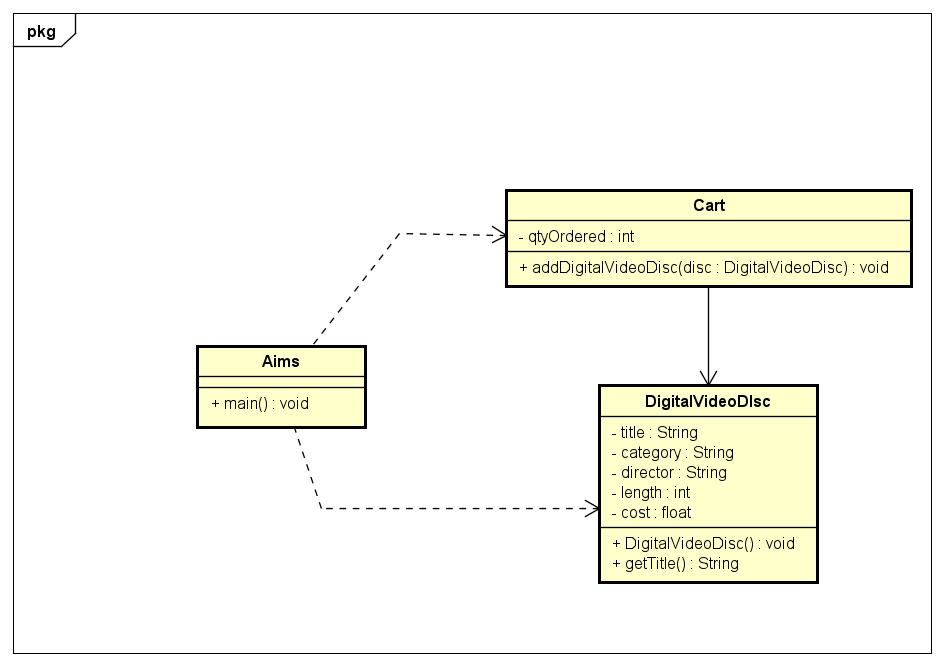 pkg
Cart
- qtyOrdered : int
+ addDigitalVideoDisc(disc : DigitalVideoDisc) : void
Aims
+ main() : void
DigitalVideoDIsc
- title : String
- category : String
- director : String
- length : int
- cost : float
+ DigitalVideoDisc() : void
+ getTitle() : String